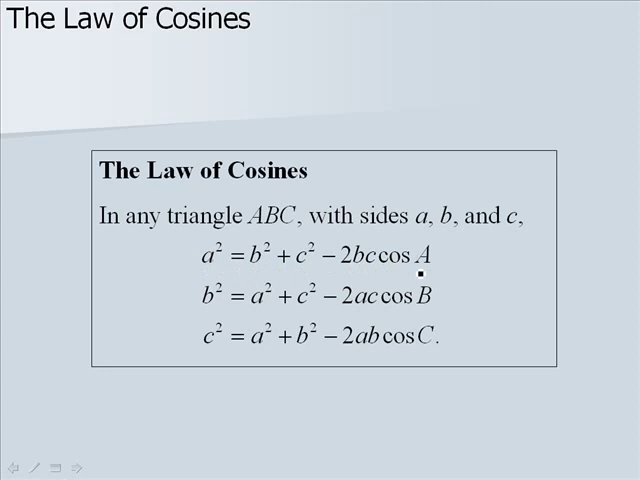 The Law of Cosines
The Law of Cosines
In any triangle ABC, with sides a, b, and c,
a² = b² + c² − 2bc cos A
b² = a² + c² − 2ac cos B
c² = a² + b² − 2ab cos C.